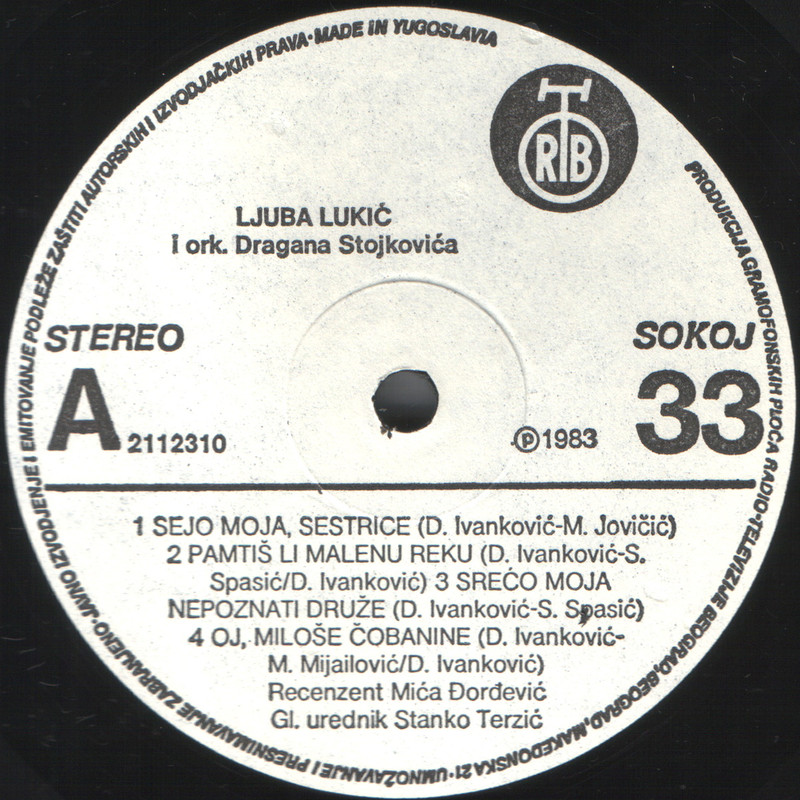 PRODUKCIJA GRAMOFONSKIH PLOČA RADIO-TELEVIZIJE BEOGRAD, BEOGRAD, MAKEDONSKA 21 · UMNOŽAVANJE I PRESNIMAVANJE ZABRANJENO · JAVNO IZVODJENJE I EMITOVANJE PODLEŽE ZAŠTITI AUTORSKIH I IZVODJAČKIH PRAVA · MADE IN YUGOSLAVIA
RTB
LJUBA LUKIĆ
i ork. Dragana Stojkovića
STEREO
SOKOJ
A 2112310
℗ 1983
33
1 SEJO MOJA, SESTRICE (D. Ivanković-M. Jovičić)
2 PAMTIŠ LI MALENU REKU (D. Ivanković-S.
Spasić/D. Ivanković) 3 SREĆO MOJA
NEPOZNATI DRUŽE (D. Ivanković-S. Spasić)
4 OJ, MILOŠE ČOBANINE (D. Ivanković-
M. Mijailović/D. Ivanković)
Recenzent Mića Đorđević
Gl. urednik Stanko Terzić